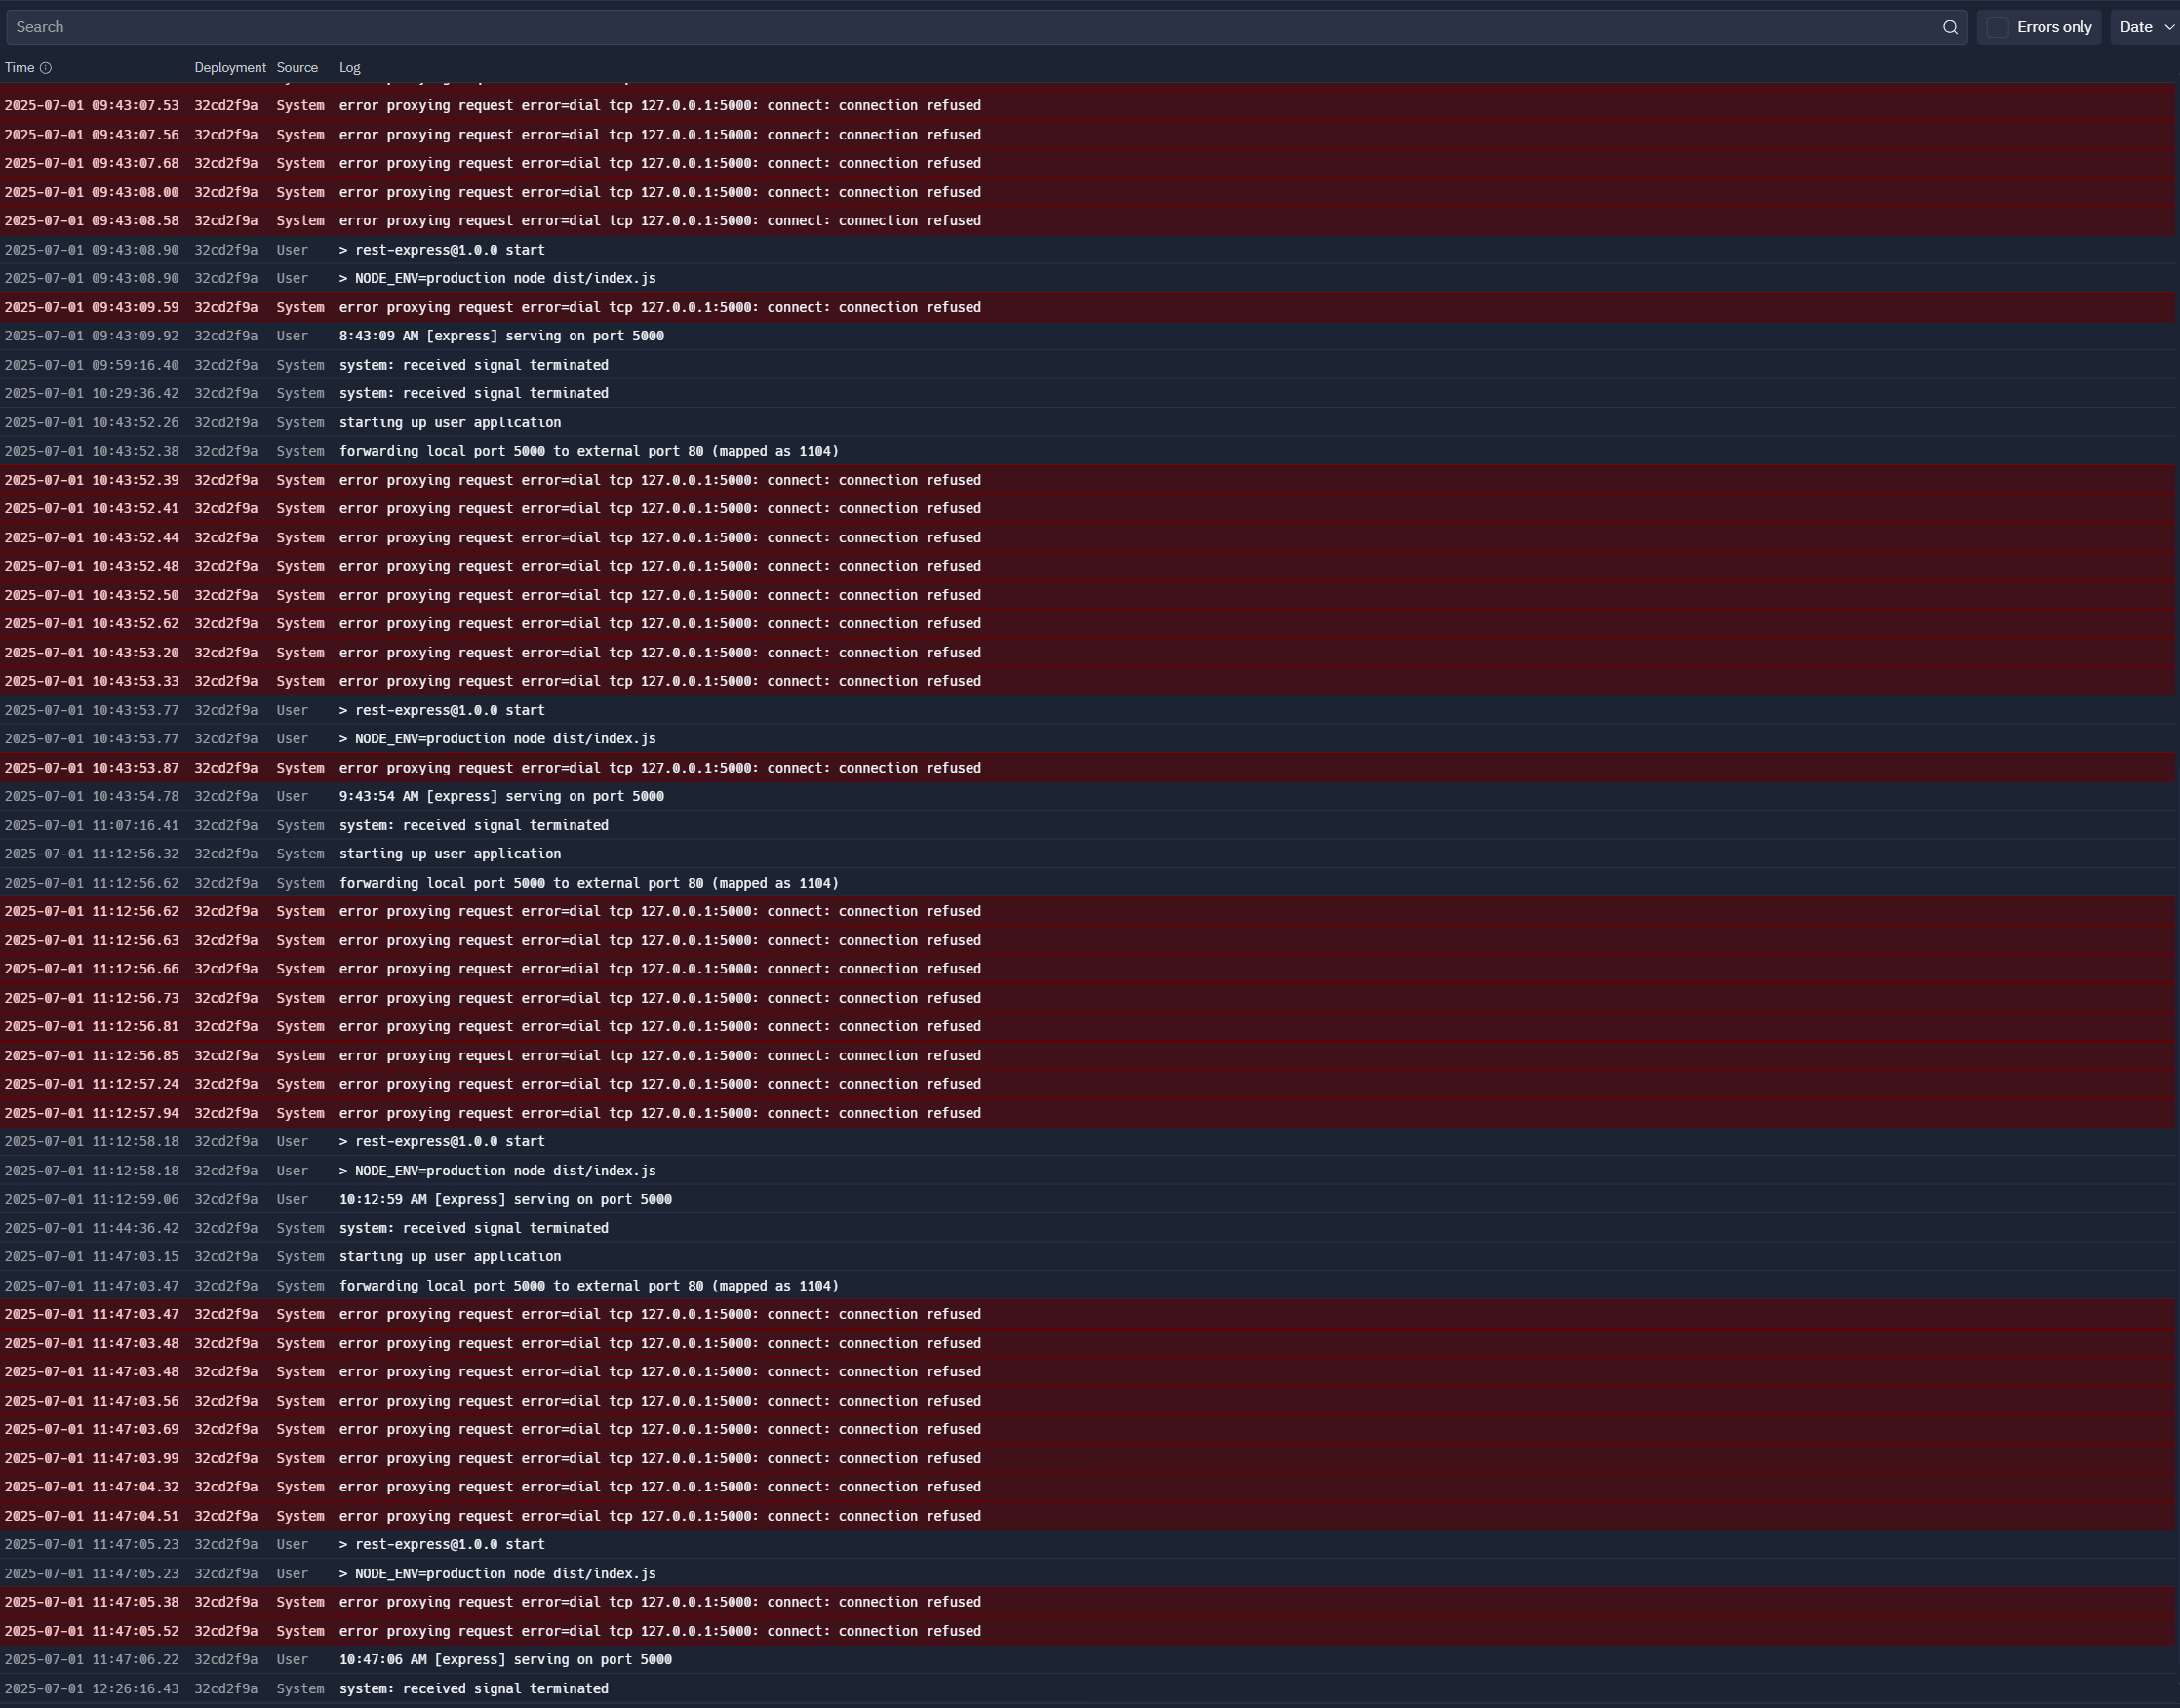 Search
Errors only
Date
Time Deployment Source Log
2025-07-01 09:43:07.53 32cd2f9a System error proxying request error=dial tcp 127.0.0.1:5000: connect: connection refused
2025-07-01 09:43:07.56 32cd2f9a System error proxying request error=dial tcp 127.0.0.1:5000: connect: connection refused
2025-07-01 09:43:07.68 32cd2f9a System error proxying request error=dial tcp 127.0.0.1:5000: connect: connection refused
2025-07-01 09:43:08.00 32cd2f9a System error proxying request error=dial tcp 127.0.0.1:5000: connect: connection refused
2025-07-01 09:43:08.58 32cd2f9a System error proxying request error=dial tcp 127.0.0.1:5000: connect: connection refused
2025-07-01 09:43:08.90 32cd2f9a User > rest-express@1.0.0 start
2025-07-01 09:43:08.90 32cd2f9a User > NODE_ENV=production node dist/index.js
2025-07-01 09:43:09.59 32cd2f9a System error proxying request error=dial tcp 127.0.0.1:5000: connect: connection refused
2025-07-01 09:43:09.92 32cd2f9a User 8:43:09 AM [express] serving on port 5000
2025-07-01 09:59:16.40 32cd2f9a System system: received signal terminated
2025-07-01 10:29:36.42 32cd2f9a System system: received signal terminated
2025-07-01 10:43:52.26 32cd2f9a System starting up user application
2025-07-01 10:43:52.38 32cd2f9a System forwarding local port 5000 to external port 80 (mapped as 1104)
2025-07-01 10:43:52.39 32cd2f9a System error proxying request error=dial tcp 127.0.0.1:5000: connect: connection refused
2025-07-01 10:43:52.41 32cd2f9a System error proxying request error=dial tcp 127.0.0.1:5000: connect: connection refused
2025-07-01 10:43:52.44 32cd2f9a System error proxying request error=dial tcp 127.0.0.1:5000: connect: connection refused
2025-07-01 10:43:52.48 32cd2f9a System error proxying request error=dial tcp 127.0.0.1:5000: connect: connection refused
2025-07-01 10:43:52.50 32cd2f9a System error proxying request error=dial tcp 127.0.0.1:5000: connect: connection refused
2025-07-01 10:43:52.62 32cd2f9a System error proxying request error=dial tcp 127.0.0.1:5000: connect: connection refused
2025-07-01 10:43:53.20 32cd2f9a System error proxying request error=dial tcp 127.0.0.1:5000: connect: connection refused
2025-07-01 10:43:53.33 32cd2f9a System error proxying request error=dial tcp 127.0.0.1:5000: connect: connection refused
2025-07-01 10:43:53.77 32cd2f9a User > rest-express@1.0.0 start
2025-07-01 10:43:53.77 32cd2f9a User > NODE_ENV=production node dist/index.js
2025-07-01 10:43:53.87 32cd2f9a System error proxying request error=dial tcp 127.0.0.1:5000: connect: connection refused
2025-07-01 10:43:54.78 32cd2f9a User 9:43:54 AM [express] serving on port 5000
2025-07-01 11:07:16.41 32cd2f9a System system: received signal terminated
2025-07-01 11:12:56.32 32cd2f9a System starting up user application
2025-07-01 11:12:56.62 32cd2f9a System forwarding local port 5000 to external port 80 (mapped as 1104)
2025-07-01 11:12:56.62 32cd2f9a System error proxying request error=dial tcp 127.0.0.1:5000: connect: connection refused
2025-07-01 11:12:56.63 32cd2f9a System error proxying request error=dial tcp 127.0.0.1:5000: connect: connection refused
2025-07-01 11:12:56.66 32cd2f9a System error proxying request error=dial tcp 127.0.0.1:5000: connect: connection refused
2025-07-01 11:12:56.73 32cd2f9a System error proxying request error=dial tcp 127.0.0.1:5000: connect: connection refused
2025-07-01 11:12:56.81 32cd2f9a System error proxying request error=dial tcp 127.0.0.1:5000: connect: connection refused
2025-07-01 11:12:56.85 32cd2f9a System error proxying request error=dial tcp 127.0.0.1:5000: connect: connection refused
2025-07-01 11:12:57.24 32cd2f9a System error proxying request error=dial tcp 127.0.0.1:5000: connect: connection refused
2025-07-01 11:12:57.94 32cd2f9a System error proxying request error=dial tcp 127.0.0.1:5000: connect: connection refused
2025-07-01 11:12:58.18 32cd2f9a User > rest-express@1.0.0 start
2025-07-01 11:12:58.18 32cd2f9a User > NODE_ENV=production node dist/index.js
2025-07-01 11:12:59.06 32cd2f9a User 10:12:59 AM [express] serving on port 5000
2025-07-01 11:44:36.42 32cd2f9a System system: received signal terminated
2025-07-01 11:47:03.15 32cd2f9a System starting up user application
2025-07-01 11:47:03.47 32cd2f9a System forwarding local port 5000 to external port 80 (mapped as 1104)
2025-07-01 11:47:03.47 32cd2f9a System error proxying request error=dial tcp 127.0.0.1:5000: connect: connection refused
2025-07-01 11:47:03.48 32cd2f9a System error proxying request error=dial tcp 127.0.0.1:5000: connect: connection refused
2025-07-01 11:47:03.48 32cd2f9a System error proxying request error=dial tcp 127.0.0.1:5000: connect: connection refused
2025-07-01 11:47:03.56 32cd2f9a System error proxying request error=dial tcp 127.0.0.1:5000: connect: connection refused
2025-07-01 11:47:03.69 32cd2f9a System error proxying request error=dial tcp 127.0.0.1:5000: connect: connection refused
2025-07-01 11:47:03.99 32cd2f9a System error proxying request error=dial tcp 127.0.0.1:5000: connect: connection refused
2025-07-01 11:47:04.32 32cd2f9a System error proxying request error=dial tcp 127.0.0.1:5000: connect: connection refused
2025-07-01 11:47:04.51 32cd2f9a System error proxying request error=dial tcp 127.0.0.1:5000: connect: connection refused
2025-07-01 11:47:05.23 32cd2f9a User > rest-express@1.0.0 start
2025-07-01 11:47:05.23 32cd2f9a User > NODE_ENV=production node dist/index.js
2025-07-01 11:47:05.38 32cd2f9a System error proxying request error=dial tcp 127.0.0.1:5000: connect: connection refused
2025-07-01 11:47:05.52 32cd2f9a System error proxying request error=dial tcp 127.0.0.1:5000: connect: connection refused
2025-07-01 11:47:06.22 32cd2f9a User 10:47:06 AM [express] serving on port 5000
2025-07-01 12:26:16.43 32cd2f9a System system: received signal terminated